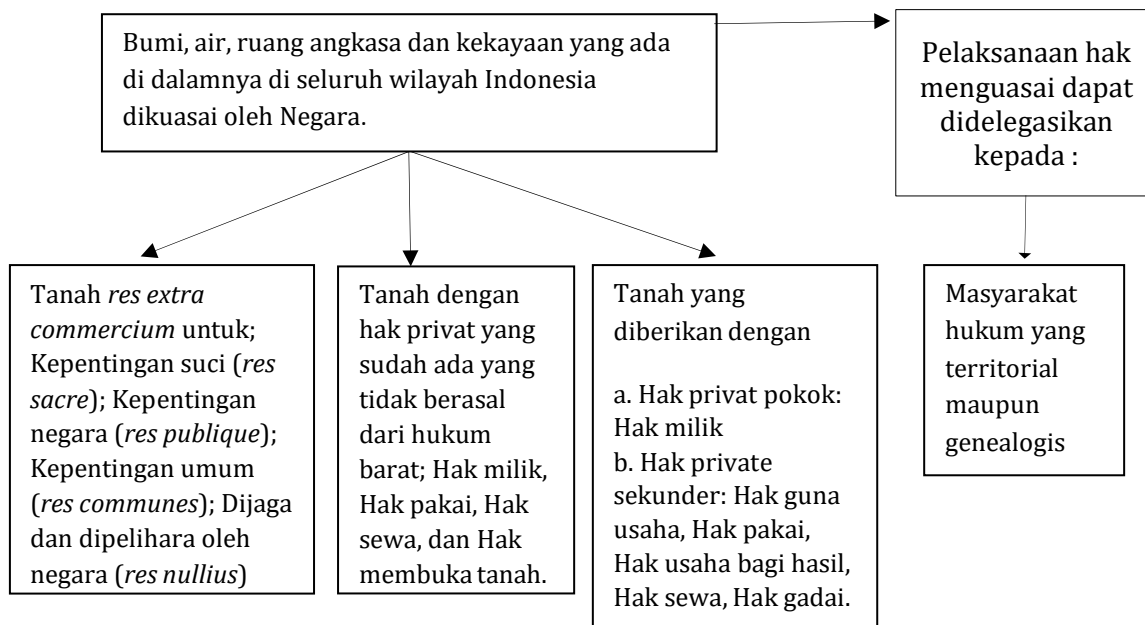 Bumi, air, ruang angkasa dan kekayaan yang ada
di dalamnya di seluruh wilayah Indonesia
dikuasai oleh Negara.
Pelaksanaan hak
menguasai dapat
didelegasikan
kepada :
Tanah res extra
commercium untuk;
Kepentingan suci (res
sacre); Kepentingan
negara (res publique);
Kepentingan umum
(res communes); Dijaga
dan dipelihara oleh
negara (res nullius)
Tanah dengan
hak privat yang
sudah ada yang
tidak berasal
dari hukum
barat; Hak milik,
Hak pakai, Hak
sewa, dan Hak
membuka tanah.
Tanah yang
diberikan dengan
a. Hak privat pokok:
Hak milik
b. Hak private
sekunder: Hak guna
usaha, Hak pakai,
Hak usaha bagi hasil,
Hak sewa, Hak gadai.
Masyarakat
hukum yang
territorial
maupun
genealogis